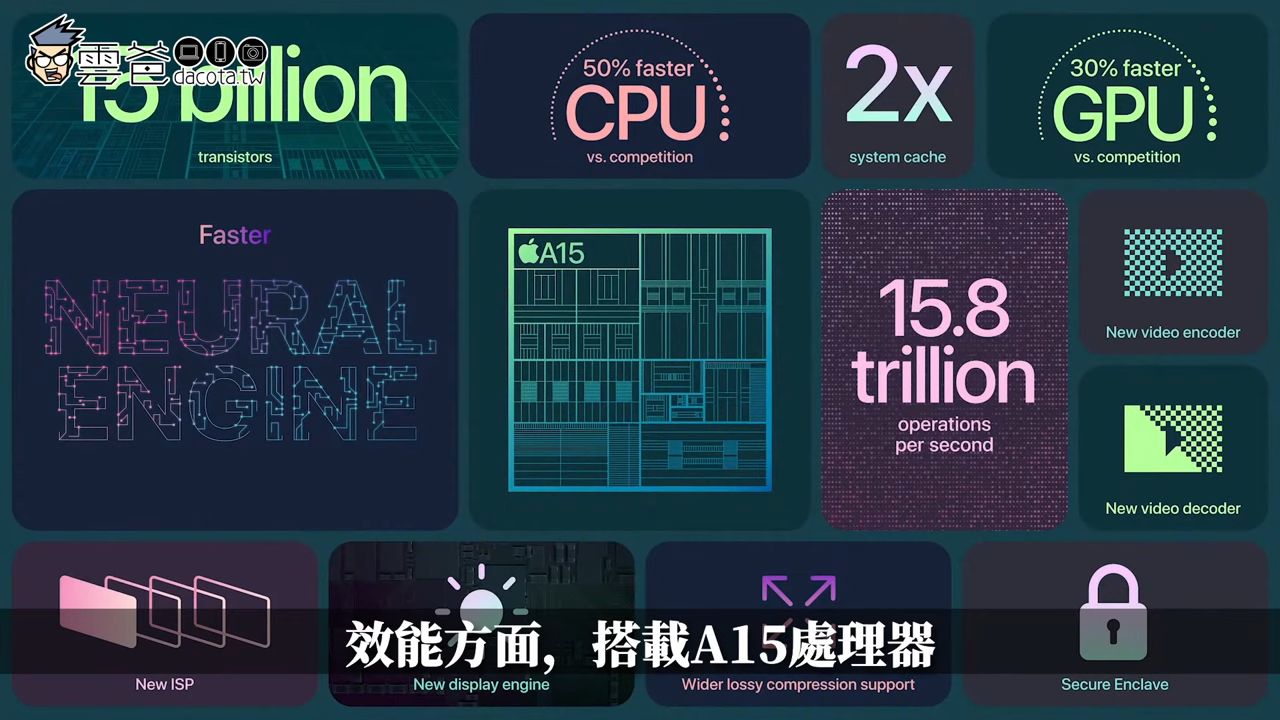 雲爸
dacota.tw
15 billion
transistors
50% faster
CPU
vs. competition
2x
system cache
30% faster
GPU
vs. competition
Faster
NEURAL
ENGINE
A15
15.8
trillion
operations
per second
New video encoder
New video decoder
效能方面，搭載A15處理器
New ISP
New display engine
Wider lossy compression support
Secure Enclave